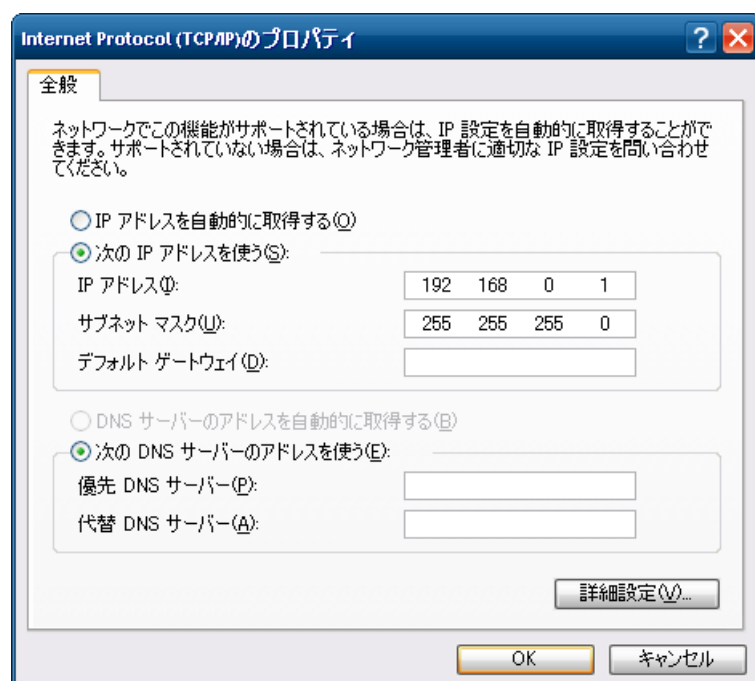 Internet Protocol (TCP/IP)のプロパティ
全般
ネットワークでこの機能がサポートされている場合は、IP 設定を自動的に取得することがで
きます。サポートされていない場合は、ネットワーク管理者に適切な IP 設定を問い合わせ
てください。
IP アドレスを自動的に取得する(O)
次の IP アドレスを使う(S):
IP アドレス(I): 192 168 0 1
サブネット マスク(U): 255 255 255 0
デフォルト ゲートウェイ(D):
DNS サーバーのアドレスを自動的に取得する(B)
次の DNS サーバーのアドレスを使う(E):
優先 DNS サーバー(P):
代替 DNS サーバー(A):
詳細設定(V)...
OK キャンセル